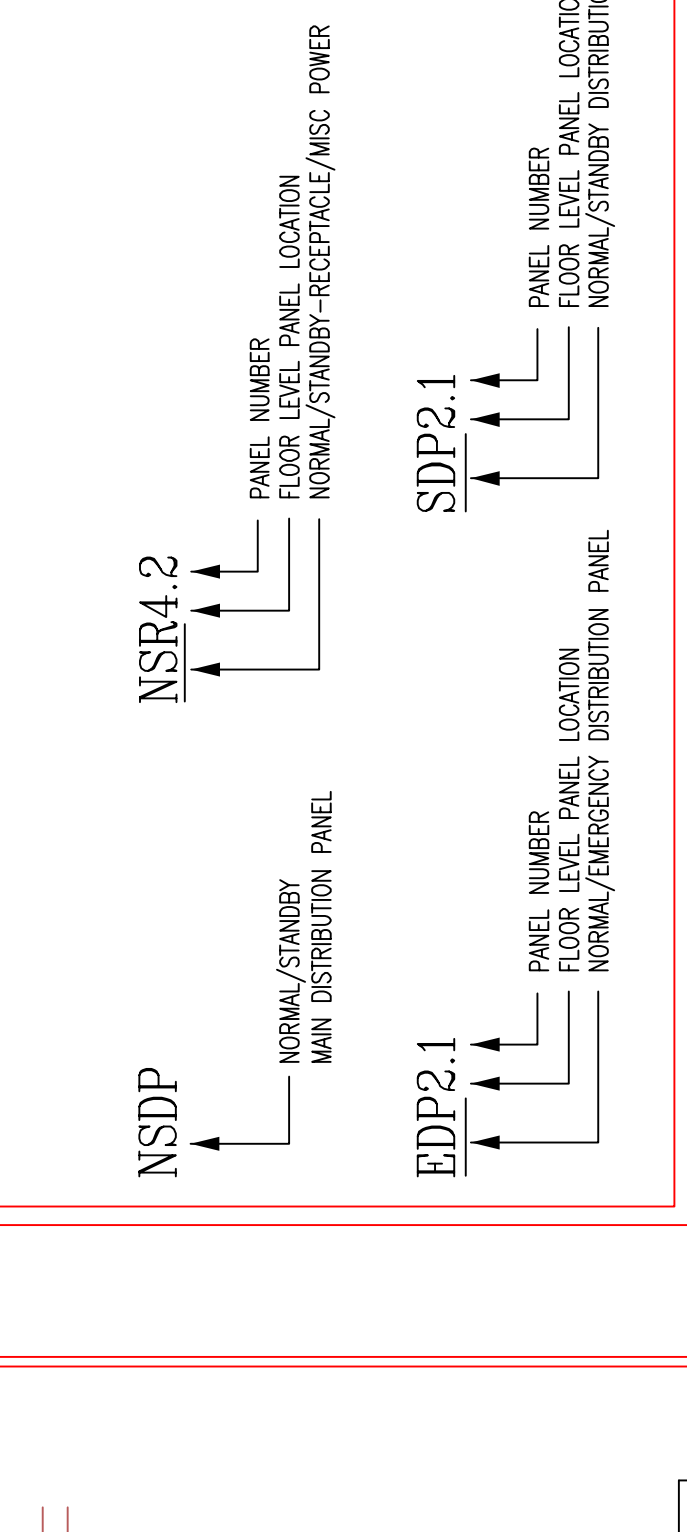 NSDP
NORMAL/STANDBY
MAIN DISTRIBUTION PANEL
NSR4.2
PANEL NUMBER
FLOOR LEVEL PANEL LOCATION
NORMAL/STANDBY-RECEPTACLE/MISC POWER
EDP2.1
PANEL NUMBER
FLOOR LEVEL PANEL LOCATION
NORMAL/EMERGENCY DISTRIBUTION PANEL
SDP2.1
PANEL NUMBER
FLOOR LEVEL PANEL
NORMAL/STANDBY